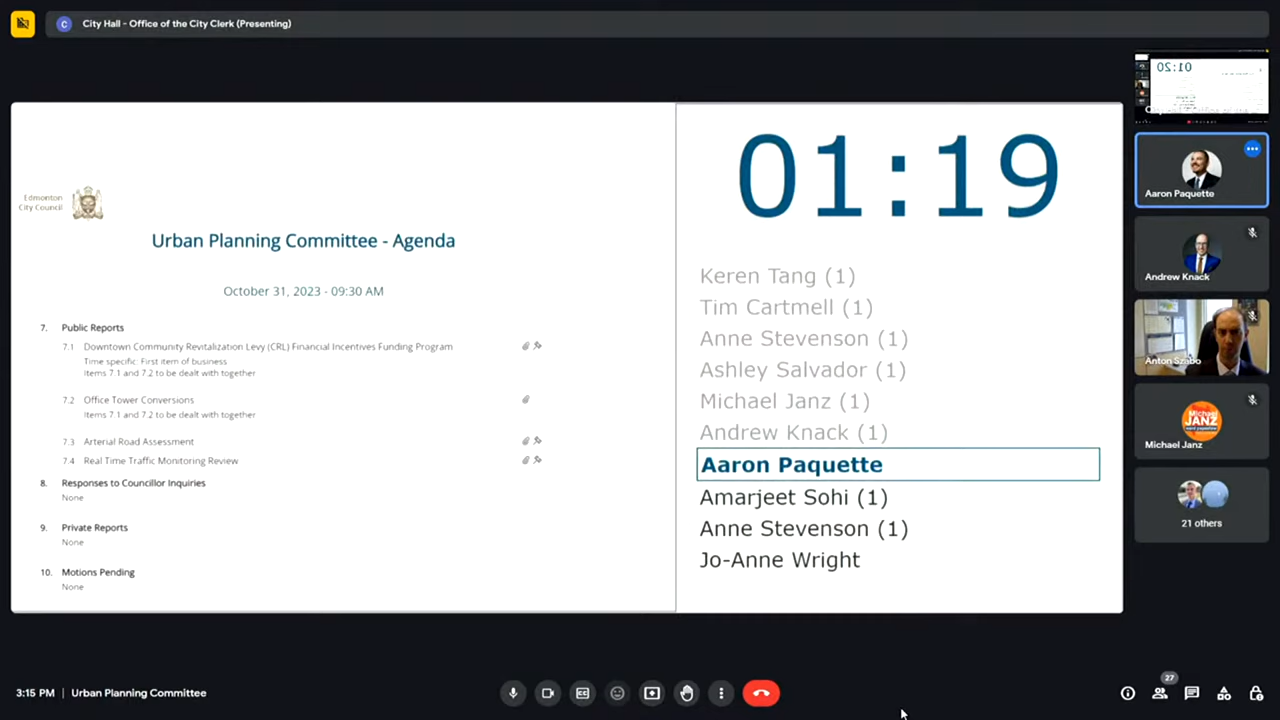 C City Hall - Office of the City Clerk (Presenting)
01:20
Edmonton
City Council
Urban Planning Committee - Agenda
October 31, 2023 - 09:30 AM
7. Public Reports
7.1 Downtown Community Revitalization Levy (CRL) Financial Incentives Funding Program
Time specific: First item of business
Items 7.1 and 7.2 to be dealt with together
7.2 Office Tower Conversions
Items 7.1 and 7.2 to be dealt with together
7.3 Arterial Road Assessment
7.4 Real Time Traffic Monitoring Review
8. Responses to Councillor Inquiries
None
9. Private Reports
None
10. Motions Pending
None
01:19
Keren Tang (1)
Tim Cartmell (1)
Anne Stevenson (1)
Ashley Salvador (1)
Michael Janz (1)
Andrew Knack (1)
Aaron Paquette
Amarjeet Sohi (1)
Anne Stevenson (1)
Jo-Anne Wright
Aaron Paquette
Andrew Knack
Anton Szabo
Michael
JANZ
Michael Janz
21 others
3:15 PM | Urban Planning Committee
CC
27